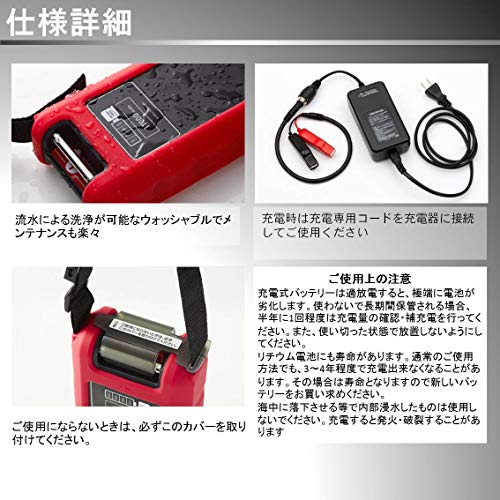 仕様詳細
流水による洗浄が可能なウォッシャブルでメ
ンテナンスも楽々
充電時は充電専用コードを充電器に接続
してご使用ください
ご使用にならないときは、必ずこのカバーを取り
付けてください。
ご使用上の注意
充電式バッテリーは過放電すると、極端に電池が
劣化します。使わないで長期間保管される場合、
半年に1回程度は充電量の確認・補充電を行ってく
ださい。また、使い切った状態で放置しないようにし
てください。
リチウム電池にも寿命があります。通常のご使用
方法でも、3～4年程度で充電出来なくなることがあ
ります。その場合は寿命となりますので新しいバッ
テリーをお買い求めください。
海中に落下させる等で内部浸水したものは使用し
ないでください。充電すると発火・破裂することがあ
ります